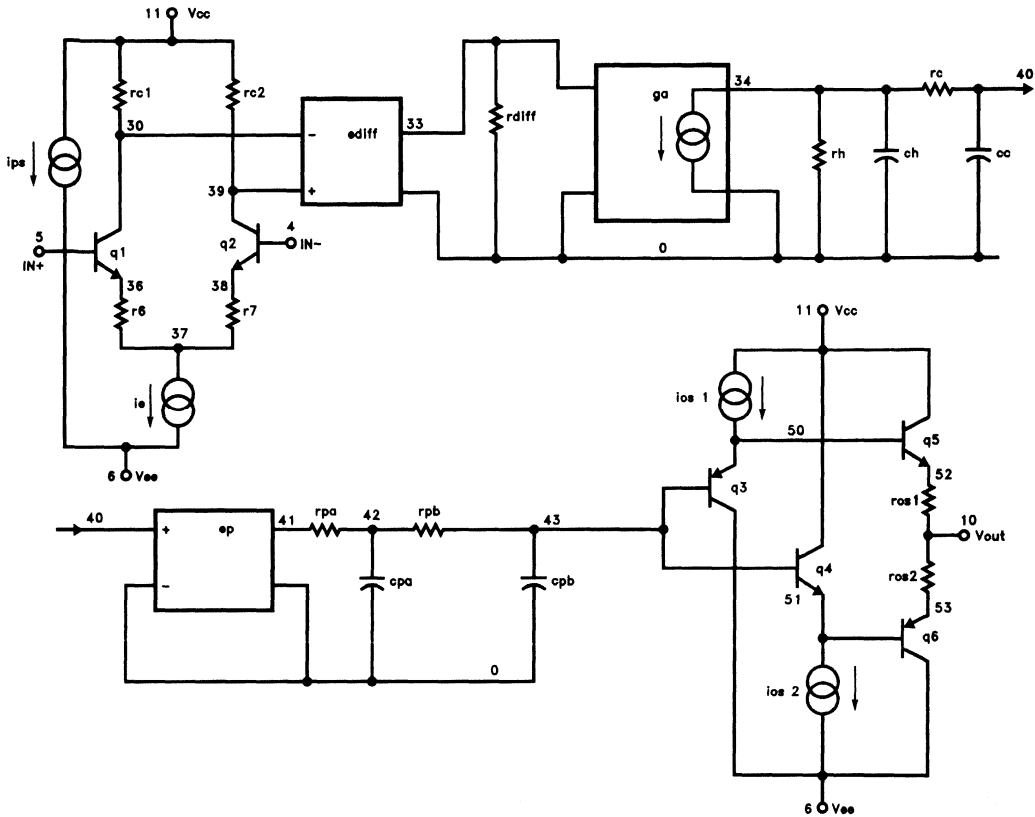 11 Vcc
rc1
rc2
30
ips
ediff
-
+
33
39
rdiff
ga
34
rc
40
rh
ch
cc
5
IN+
q1
q2
4
IN-
36
38
r6
r7
37
ie
6 Vee
0
11 Vcc
ios 1
50
q5
52
q3
ros1
10
Vout
40
+
ep
-
41
rpa
42
rpb
43
cpa
cpb
0
q4
51
ros2
53
q6
ios 2
6 Vee